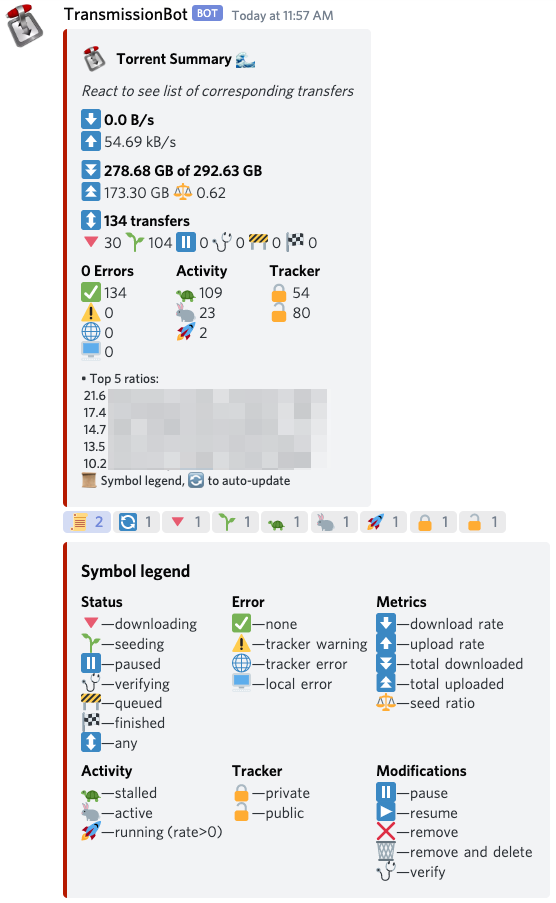 TransmissionBot BOT Today at 11:57 AM
Torrent Summary
React to see list of corresponding transfers
0.0 B/s
54.69 kB/s
278.68 GB of 292.63 GB
173.30 GB 0.62
134 transfers
30 104 0 0 0 0
0 Errors Activity Tracker
134 109 54
0 23 80
0 2
0
• Top 5 ratios:
21.6
17.4
14.7
13.5
10.2
Symbol legend, to auto-update
2 1 1 1 1 1 1 1 1
Symbol legend
Status Error Metrics
—downloading —none —download rate
—seeding —tracker warning —upload rate
—paused —tracker error —total downloaded
—verifying —local error —total uploaded
—queued —seed ratio
—finished
—any
Activity Tracker Modifications
—stalled —private —pause
—active —public —resume
—running (rate>0) —remove
—remove and delete
—verify